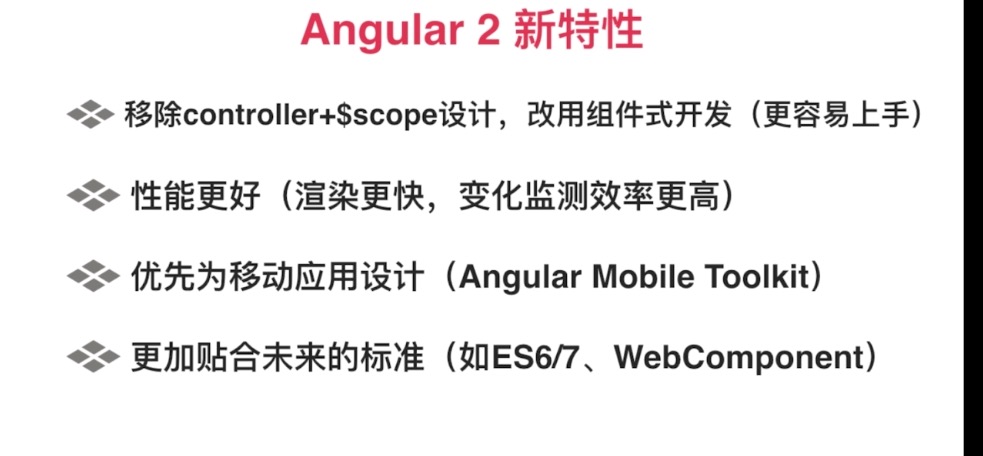 Angular 2 新特性
移除controller+$scope设计，改用组件式开发（更容易上手）
性能更好（渲染更快，变化监测效率更高）
优先为移动应用设计（Angular Mobile Toolkit）
更加贴合未来的标准（如ES6/7、WebComponent）